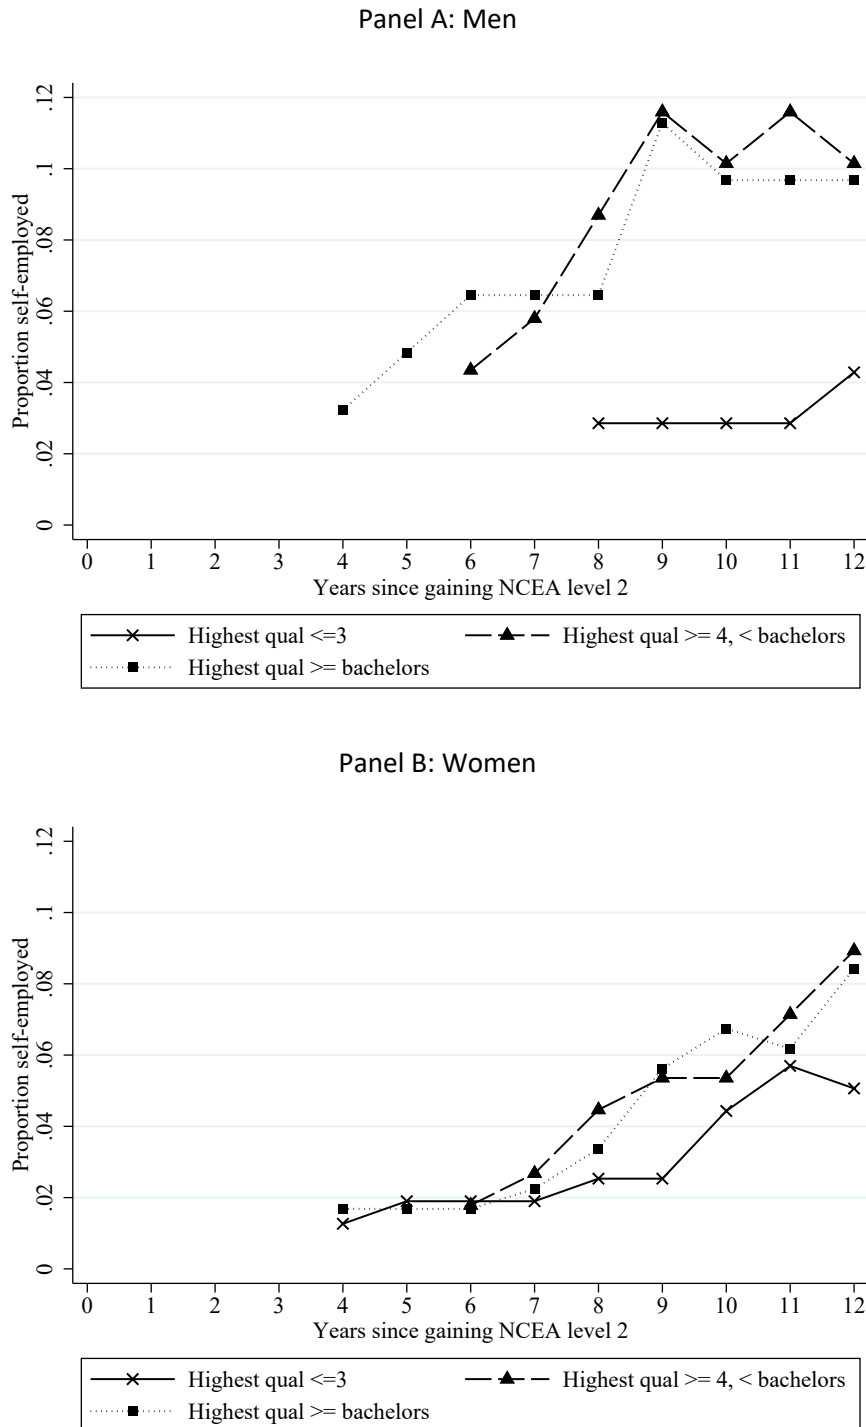 Panel A: Men
.12
.1
.08
.06
.04
.02
0
Proportion self-employed
0 1 2 3 4 5 6 7 8 9 10 11 12
Years since gaining NCEA level 2
Highest qual <=3 Highest qual >= 4, < bachelors
Highest qual >= bachelors
Panel B: Women
.12
.1
.08
.06
.04
.02
0
Proportion self-employed
0 1 2 3 4 5 6 7 8 9 10 11 12
Years since gaining NCEA level 2
Highest qual <=3 Highest qual >= 4, < bachelors
Highest qual >= bachelors